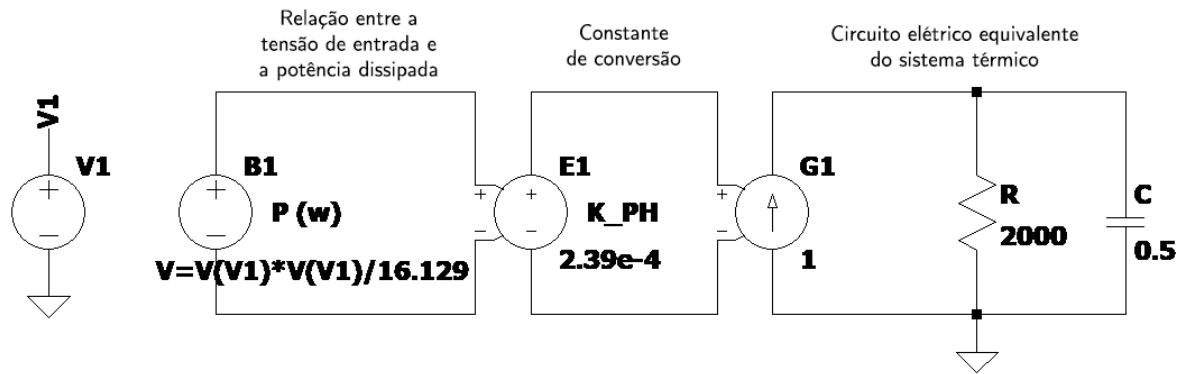 Relação entre a
tensão de entrada e
a potência dissipada
Constante
de conversão
Circuito elétrico equivalente
do sistema térmico
V1
V1
B1
P (w)
V=V(V1)*V(V1)/16.129
E1
K_PH
2.39e-4
G1
1
R
2000
C
0.5